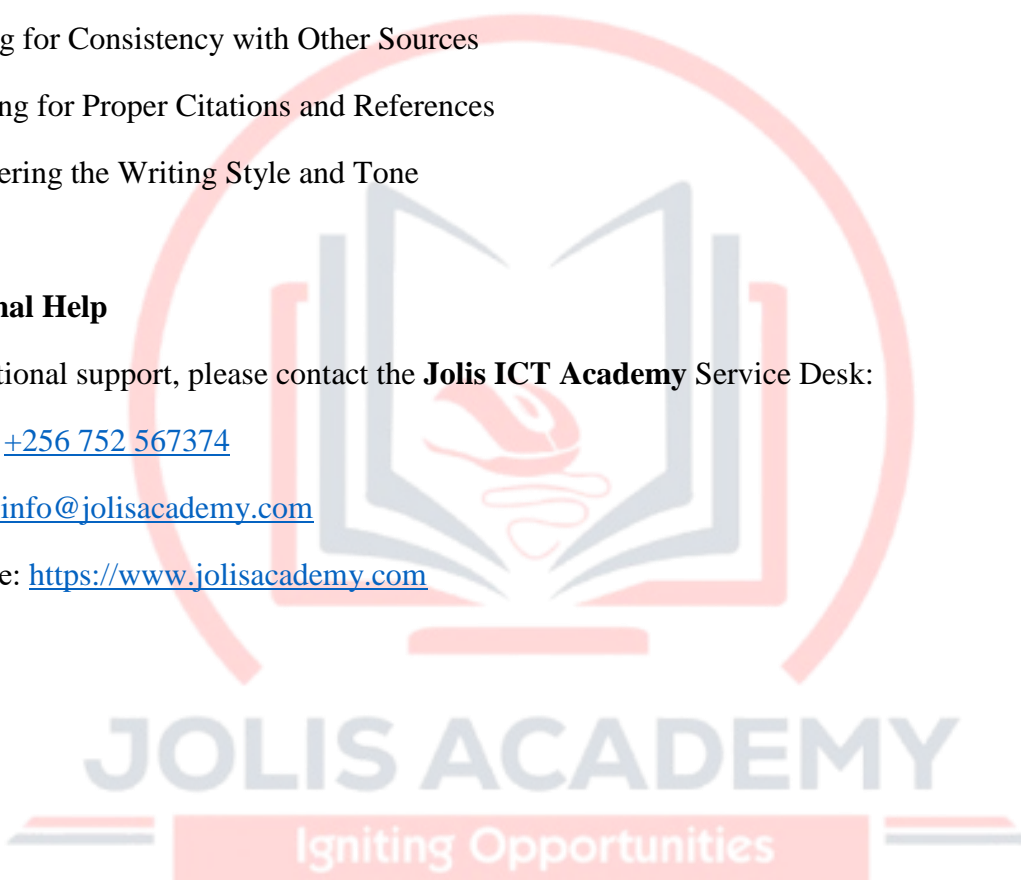 g for Consistency with Other Sources
ng for Proper Citations and References
ering the Writing Style and Tone
nal Help
tional support, please contact the Jolis ICT Academy Service Desk:
+256 752 567374
info@jolisacademy.com
e: https://www.jolisacademy.com
JOLIS ACADEMY
Igniting Opportunities